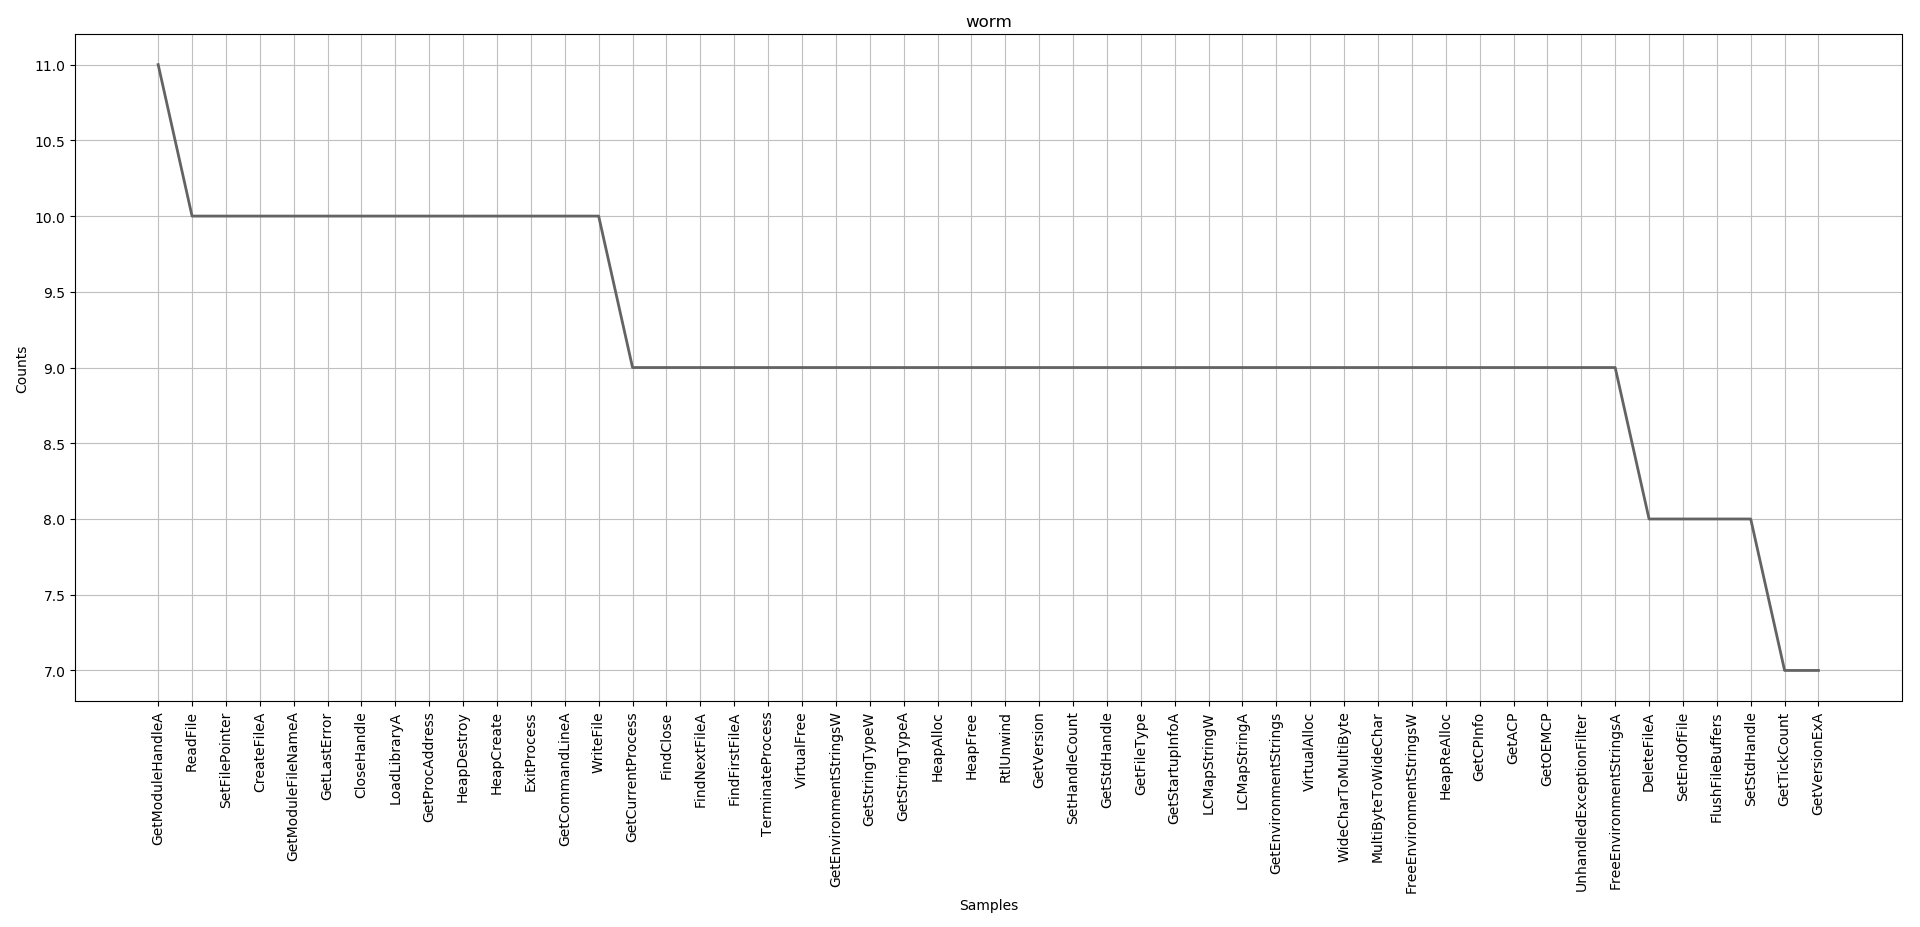 worm
11.0
10.5
10.0
9.5
9.0
8.5
8.0
7.5
7.0
Counts
GetModuleHandleA
ReadFile
SetFilePointer
CreateFileA
GetModuleFileNameA
GetLastError
CloseHandle
LoadLibraryA
GetProcAddress
HeapDestroy
HeapCreate
ExitProcess
GetCommandLineA
WriteFile
GetCurrentProcess
FindClose
FindNextFileA
FindFirstFileA
TerminateProcess
VirtualFree
GetEnvironmentStringsW
GetStringTypeW
GetStringTypeA
HeapAlloc
HeapFree
RtlUnwind
GetVersion
SetHandleCount
GetStdHandle
GetFileType
GetStartupInfoA
LCMapStringW
LCMapStringA
GetEnvironmentStrings
VirtualAlloc
WideCharToMultiByte
MultiByteToWideChar
FreeEnvironmentStringsW
HeapReAlloc
GetCPInfo
GetACP
GetOEMCP
UnhandledExceptionFilter
FreeEnvironmentStringsA
DeleteFileA
SetEndOfFile
FlushFileBuffers
SetStdHandle
GetTickCount
GetVersionExA
Samples